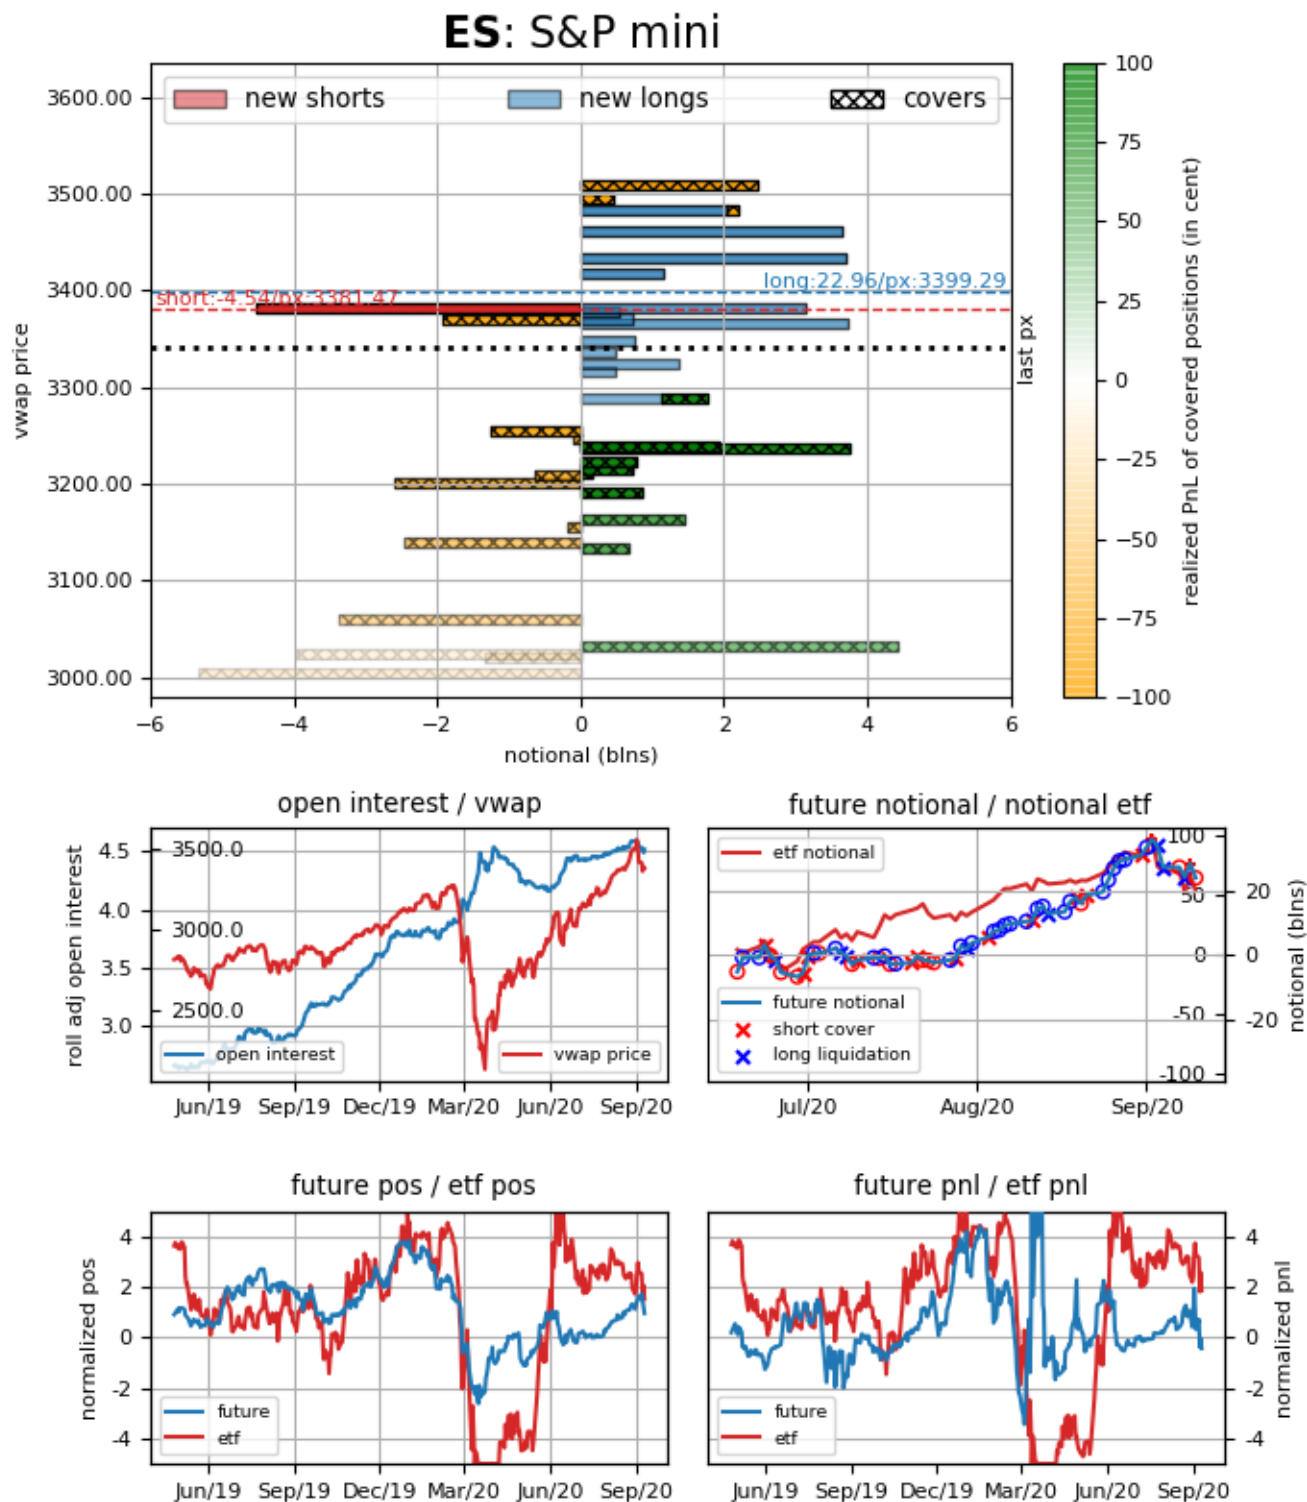 ES: S&P mini
new shorts
new longs
covers
3600.00
3500.00
3400.00
3300.00
3200.00
3100.00
3000.00
vwap price
long:22.96/px:3399.29
short:-4.54/px:3381.47
last px
−6
−4
−2
0
2
4
6
notional (blns)
100
75
50
25
0
−25
−50
−75
−100
realized PnL of covered positions (in cent)
open interest / vwap
4.5
4.0
3.5
3.0
roll adj open interest
3500.0
3000.0
2500.0
open interest
vwap price
Jun/19
Sep/19
Dec/19
Mar/20
Jun/20
Sep/20
future notional / notional etf
etf notional
future notional
short cover
long liquidation
100
50
0
-50
-100
20
0
-20
notional (blns)
Jul/20
Aug/20
Sep/20
future pos / etf pos
4
2
0
-2
-4
normalized pos
future
etf
Jun/19
Sep/19
Dec/19
Mar/20
Jun/20
Sep/20
future pnl / etf pnl
future
etf
4
2
0
-2
-4
normalized pnl
Jun/19
Sep/19
Dec/19
Mar/20
Jun/20
Sep/20